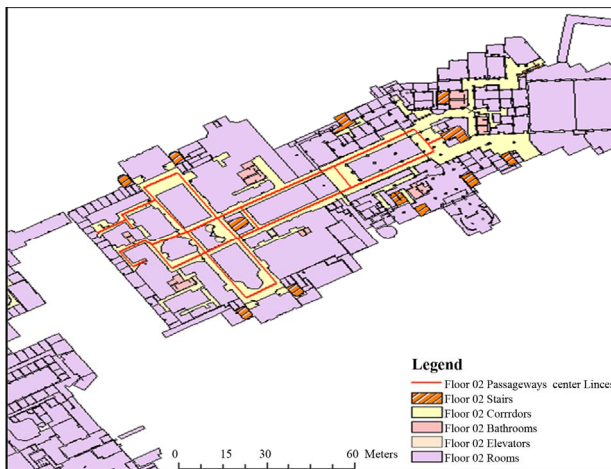 Legend
Floor 02 Passageways center Linces
Floor 02 Stairs
Floor 02 Corrrdors
Floor 02 Bathrooms
Floor 02 Elevators
Floor 02 Rooms
0 15 30 60 Meters